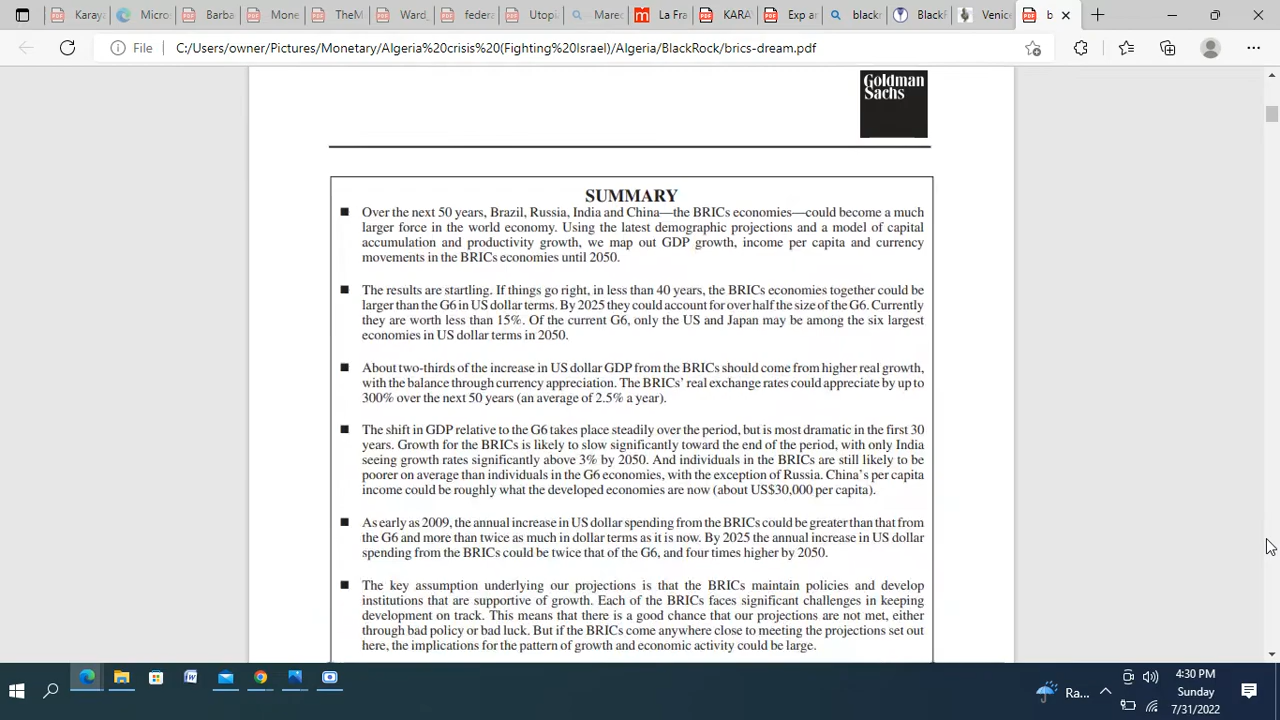 Karaya
Micros
Barba
Mone
TheM
Ward_
federa
Utopi
Marec
La Fra
KARA
Exp ar
blackr
BlackF
Venice
b
File
C:/Users/owner/Pictures/Monetary/Algeria%20crisis%20(Fighting%20Israel)/Algeria/BlackRock/brics-dream.pdf
Goldman
Sachs
SUMMARY
Over the next 50 years, Brazil, Russia, India and China—the BRICs economies—could become a much
larger force in the world economy. Using the latest demographic projections and a model of capital
accumulation and productivity growth, we map out GDP growth, income per capita and currency
movements in the BRICs economies until 2050.
The results are startling. If things go right, in less than 40 years, the BRICs economies together could be
larger than the G6 in US dollar terms. By 2025 they could account for over half the size of the G6. Currently
they are worth less than 15%. Of the current G6, only the US and Japan may be among the six largest
economies in US dollar terms in 2050.
About two-thirds of the increase in US dollar GDP from the BRICs should come from higher real growth,
with the balance through currency appreciation. The BRICs' real exchange rates could appreciate by up to
300% over the next 50 years (an average of 2.5% a year).
The shift in GDP relative to the G6 takes place steadily over the period, but is most dramatic in the first 30
years. Growth for the BRICs is likely to slow significantly toward the end of the period, with only India
seeing growth rates significantly above 3% by 2050. And individuals in the BRICs are still likely to be
poorer on average than individuals in the G6 economies, with the exception of Russia. China's per capita
income could be roughly what the developed economies are now (about US$30,000 per capita).
As early as 2009, the annual increase in US dollar spending from the BRICs could be greater than that from
the G6 and more than twice as much in dollar terms as it is now. By 2025 the annual increase in US dollar
spending from the BRICs could be twice that of the G6, and four times higher by 2050.
The key assumption underlying our projections is that the BRICs maintain policies and develop
institutions that are supportive of growth. Each of the BRICs faces significant challenges in keeping
development on track. This means that there is a good chance that our projections are not met, either
through bad policy or bad luck. But if the BRICs come anywhere close to meeting the projections set out
here, the implications for the pattern of growth and economic activity could be large.
Ra...
4:30 PM
Sunday
7/31/2022